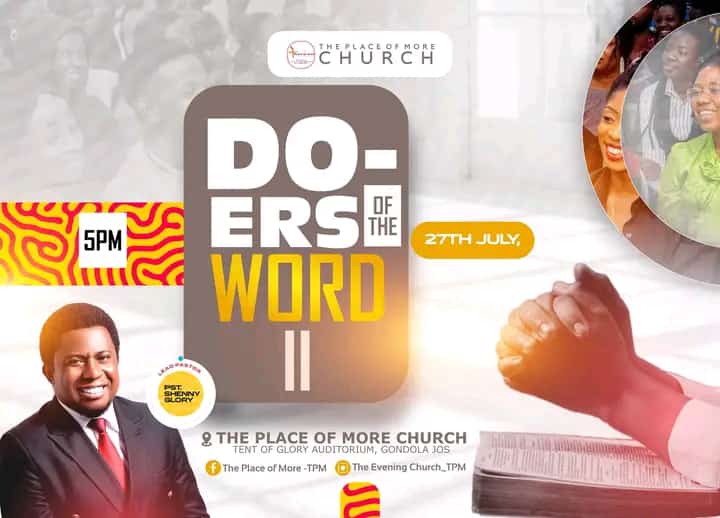 THE PLACE OF MORE
CHURCH
DO-
ERS
OF
THE
WORD
II
5PM
27TH JULY,
LEAD PASTOR
PST.
SHENNY
GLORY
THE PLACE OF MORE CHURCH
TENT OF GLORY AUDITORIUM, GONDOLA JOS
The Place of More -TPM
The Evening Church_TPM